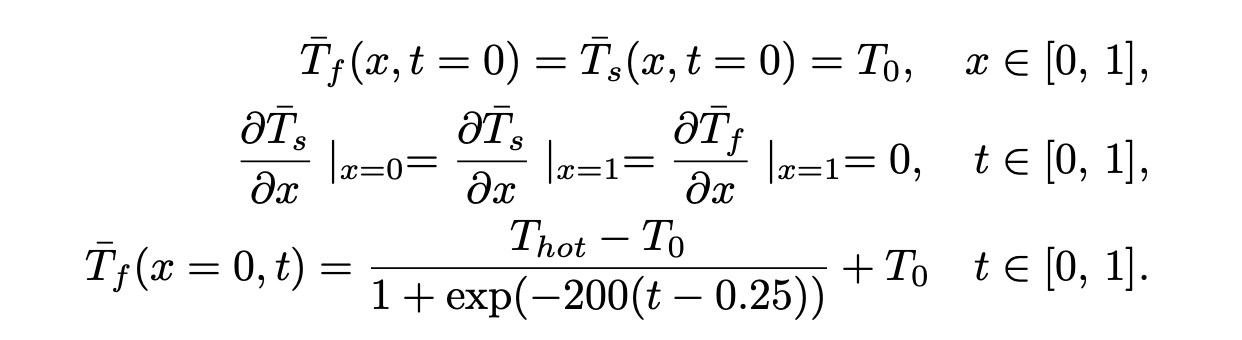 T̄_f(x, t = 0) = T̄_s(x, t = 0) = T_0, x ∈ [0, 1],
∂T̄_s/∂x |_{x=0} = ∂T̄_s/∂x |_{x=1} = ∂T̄_f/∂x |_{x=1} = 0, t ∈ [0, 1],
T̄_f(x = 0, t) = (T_{hot} − T_0)/(1 + exp(−200(t − 0.25))) + T_0 t ∈ [0, 1].